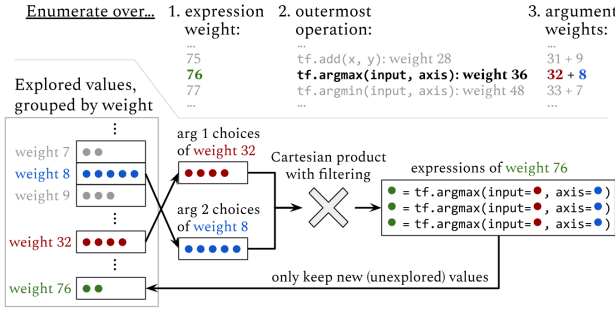 Enumerate over...
1. expression weight:
2. outermost operation:
3. argument weights:
... ... ...
75 tf.add(x, y): weight 28 31 + 9
76 tf.argmax(input, axis): weight 36 32 + 8
77 tf.argmin(input, axis): weight 48 33 + 7
... ... ...
Explored values,
grouped by weight
⋮
weight 7
weight 8
weight 9
⋮
weight 32
⋮
weight 76
arg 1 choices
of weight 32
arg 2 choices
of weight 8
Cartesian product
with filtering
expressions of weight 76
= tf.argmax(input=●, axis=●)
= tf.argmax(input=●, axis=●)
= tf.argmax(input=●, axis=●)
only keep new (unexplored) values